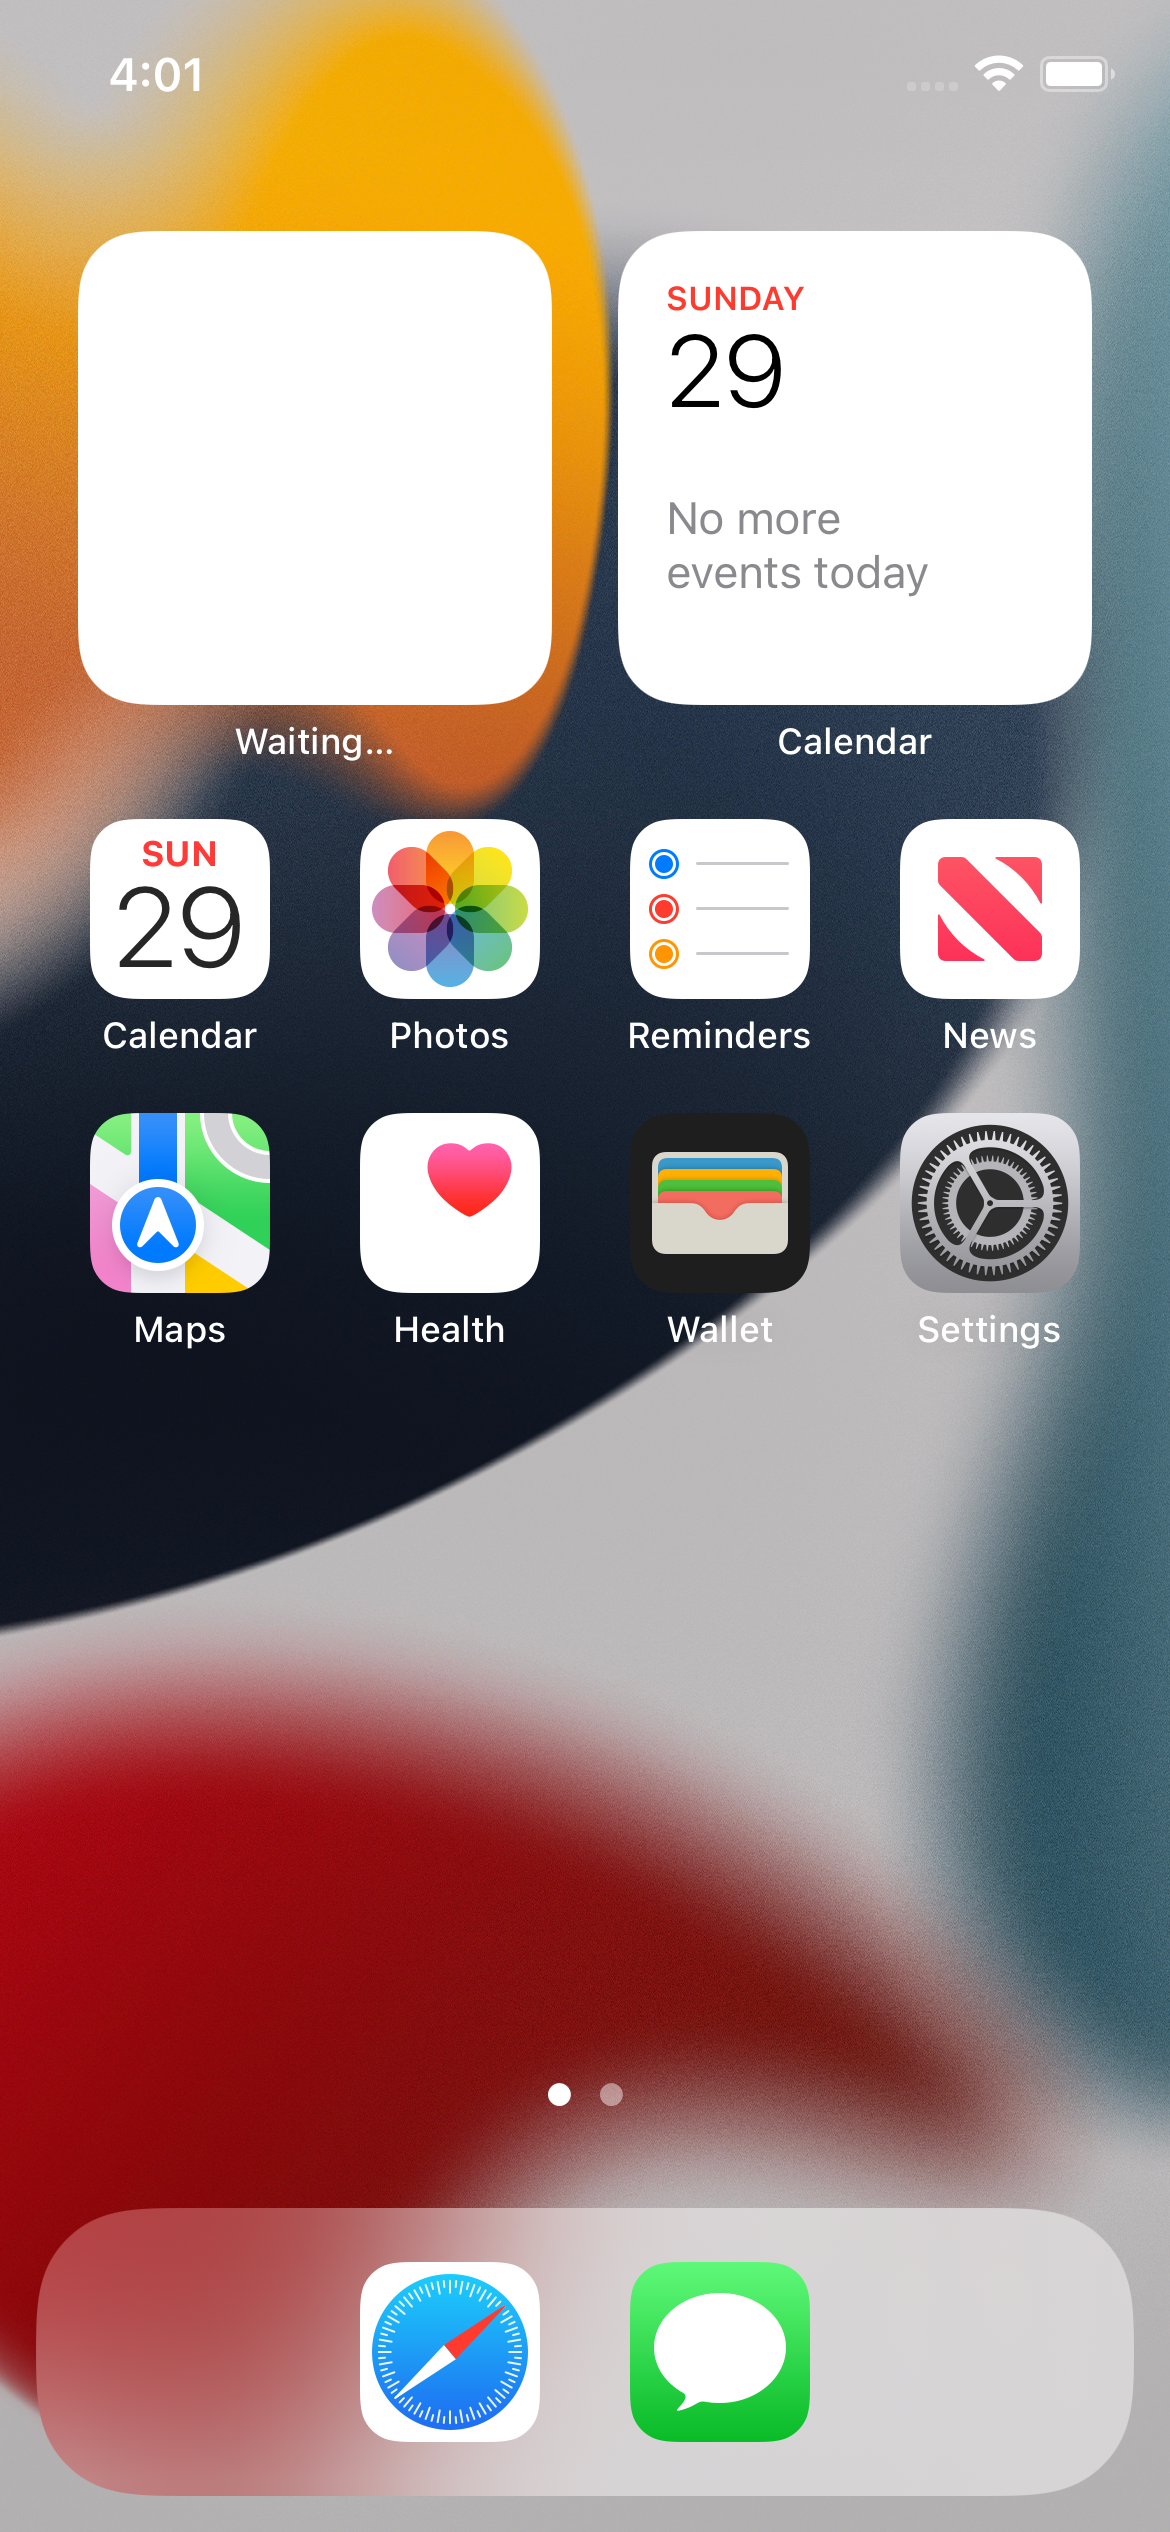 4:01
SUNDAY
29
No more
events today
Waiting...
Calendar
SUN
29
Calendar
Photos
Reminders
News
Maps
Health
Wallet
Settings